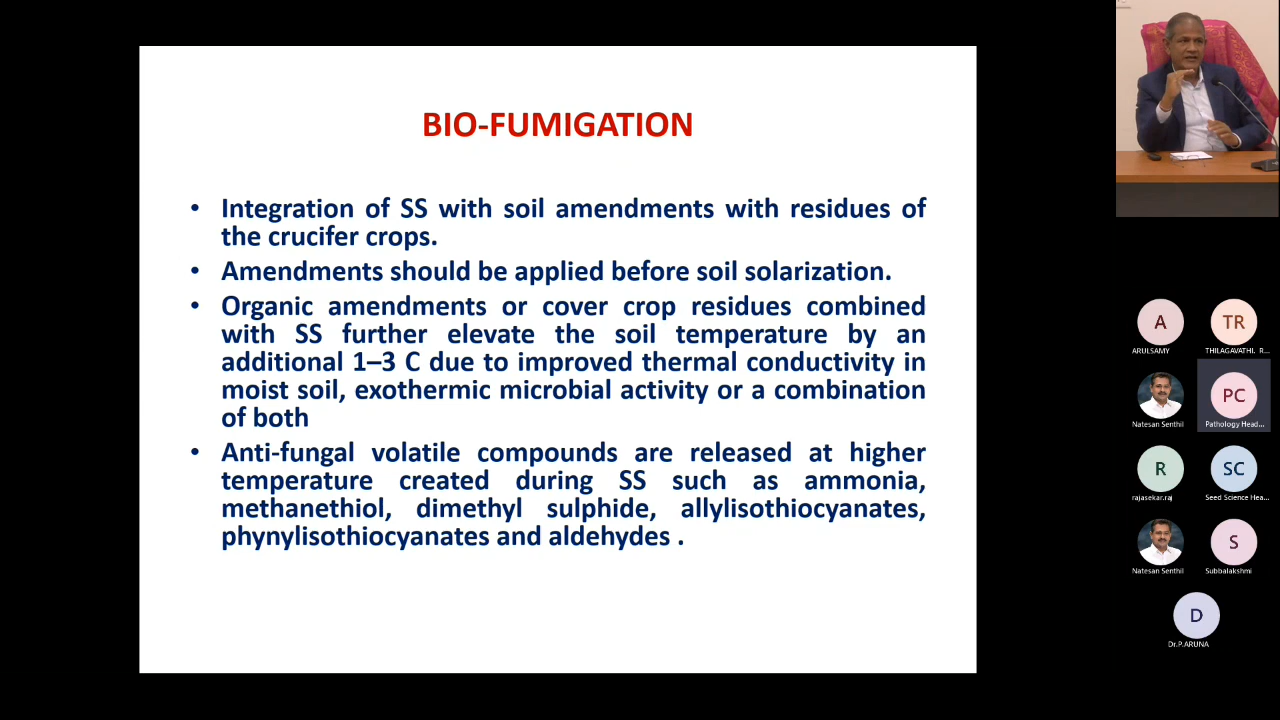 BIO-FUMIGATION
• Integration of SS with soil amendments with residues of
the crucifer crops.
• Amendments should be applied before soil solarization.
• Organic amendments or cover crop residues combined
with SS further elevate the soil temperature by an
additional 1–3 C due to improved thermal conductivity in
moist soil, exothermic microbial activity or a combination
of both
• Anti-fungal volatile compounds are released at higher
temperature created during SS such as ammonia,
methanethiol, dimethyl sulphide, allylisothiocyanates,
phynylisothiocyanates and aldehydes .
A
TR
ARULSAMY
THILAGAVATHI. R...
PC
Natesan Senthil
Pathology Head...
R
SC
rajasekar.raj
Seed Science Hea...
S
Natesan Senthil
Subbalakshmi
D
Dr.P.ARUNA